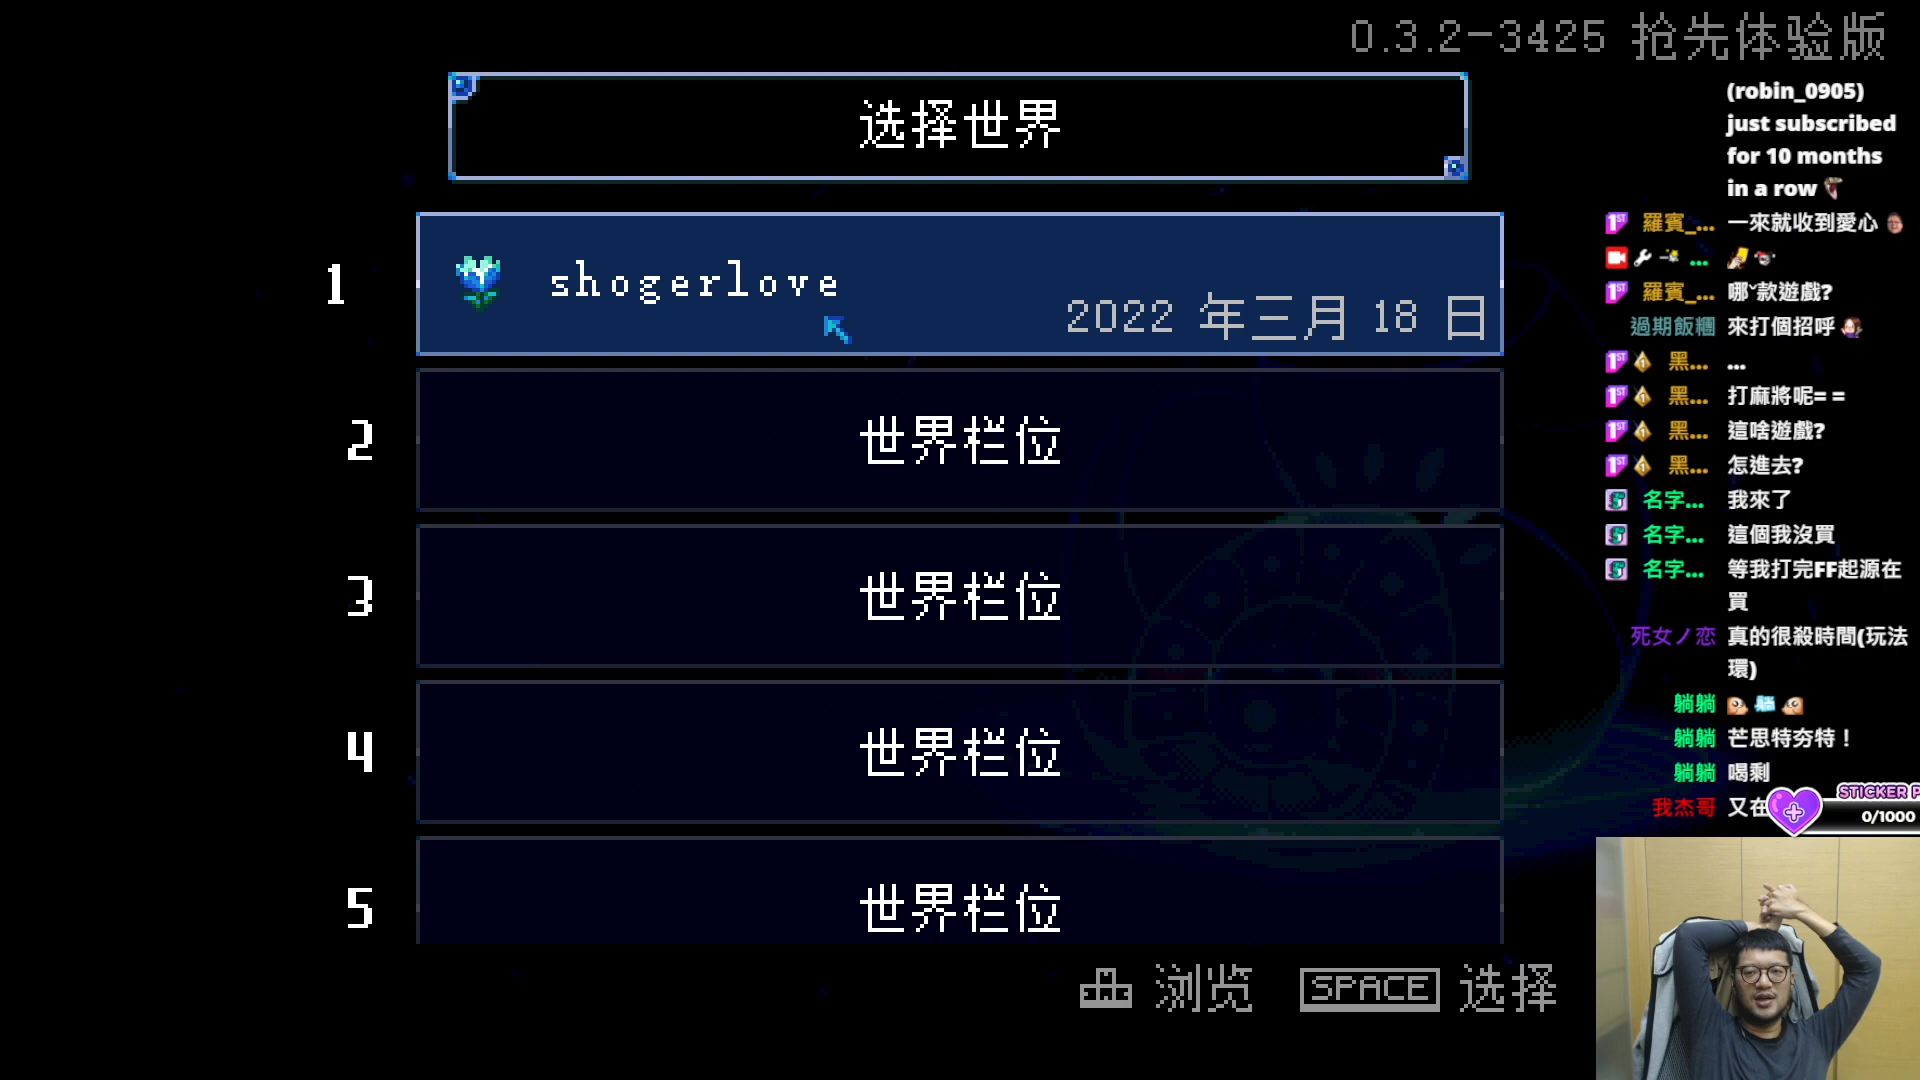 0.3.2-3425 抢先体验版
选择世界
1
shogerlove
2022 年三月 18 日
2
世界栏位
3
世界栏位
4
世界栏位
5
世界栏位
浏览
SPACE 选择
(robin_0905)
just subscribed
for 10 months
in a row
羅賓_... 一來就收到愛心
...
羅賓_... 哪ˇ款遊戲?
過期飯糰 來打個招呼
黑... ...
黑... 打麻將呢= =
黑... 這啥遊戲?
黑... 怎進去?
名字... 我來了
名字... 這個我沒買
名字... 等我打完FF起源在
買
死女ノ恋 真的很殺時間(玩法
環)
躺躺
躺躺 芒思特夯特！
躺躺 喝剩
我杰哥 又在
STICKER P
0/1000